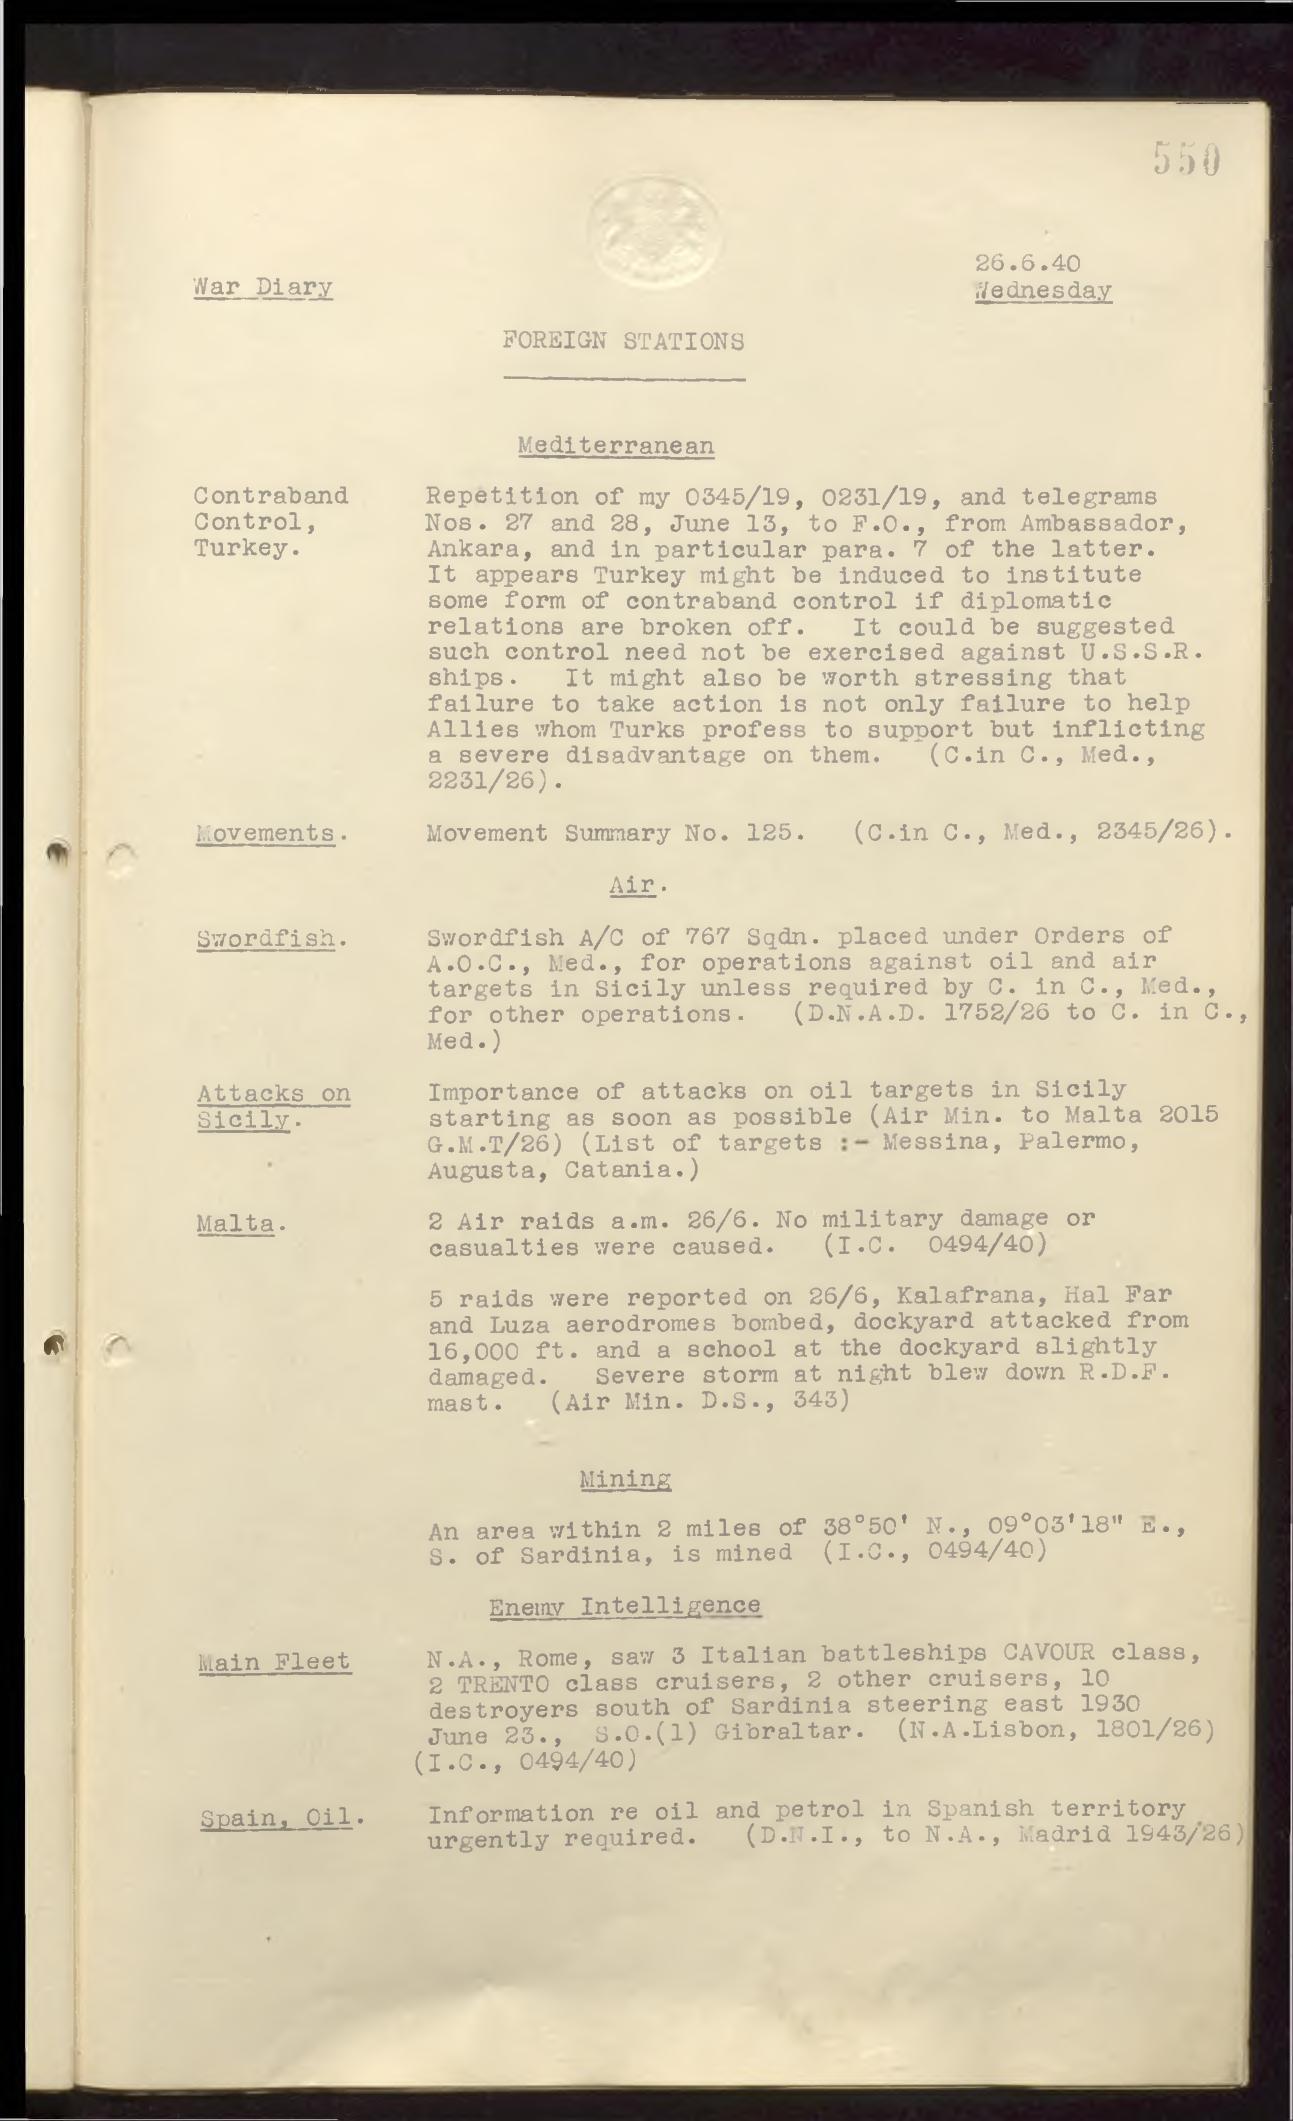 550
26.6.40
War Diary
Wednesday
FOREIGN STATIONS
Mediterranean
Contraband Control, Turkey.
Repetition of my 0345/19, 0231/19, and telegrams
Nos. 27 and 28, June 13, to F.O., from Ambassador,
Ankara, and in particular para. 7 of the latter.
It appears Turkey might be induced to institute
some form of contraband control if diplomatic
relations are broken off. It could be suggested
such control need not be exercised against U.S.S.R.
ships. It might also be worth stressing that
failure to take action is not only failure to help
Allies whom Turks profess to support but inflicting
a severe disadvantage on them. (C.in C., Med.,
2231/26).
Movements. Movement Summary No. 125. (C.in C., Med., 2345/26).
Air.
Swordfish. Swordfish A/C of 767 Sqdn. placed under Orders of
A.O.C., Med., for operations against oil and air
targets in Sicily unless required by C. in C., Med.,
for other operations. (D.N.A.D. 1752/26 to C. in C.,
Med.)
Attacks on Sicily.
Importance of attacks on oil targets in Sicily
starting as soon as possible (Air Min. to Malta 2015
G.M.T/26) (List of targets :- Messina, Palermo,
Augusta, Catania.)
Malta. 2 Air raids a.m. 26/6. No military damage or
casualties were caused. (I.C. 0494/40)
5 raids were reported on 26/6, Kalafrana, Hal Far
and Luza aerodromes bombed, dockyard attacked from
16,000 ft. and a school at the dockyard slightly
damaged. Severe storm at night blew down R.D.F.
mast. (Air Min. D.S., 343)
Mining
An area within 2 miles of 38°50' N., 09°03'18" E.,
S. of Sardinia, is mined (I.C., 0494/40)
Enemy Intelligence
Main Fleet N.A., Rome, saw 3 Italian battleships CAVOUR class,
2 TRENTO class cruisers, 2 other cruisers, 10
destroyers south of Sardinia steering east 1930
June 23., S.O.(1) Gibraltar. (N.A.Lisbon, 1801/26)
(I.C., 0494/40)
Spain, Oil. Information re oil and petrol in Spanish territory
urgently required. (D.N.I., to N.A., Madrid 1943/26)